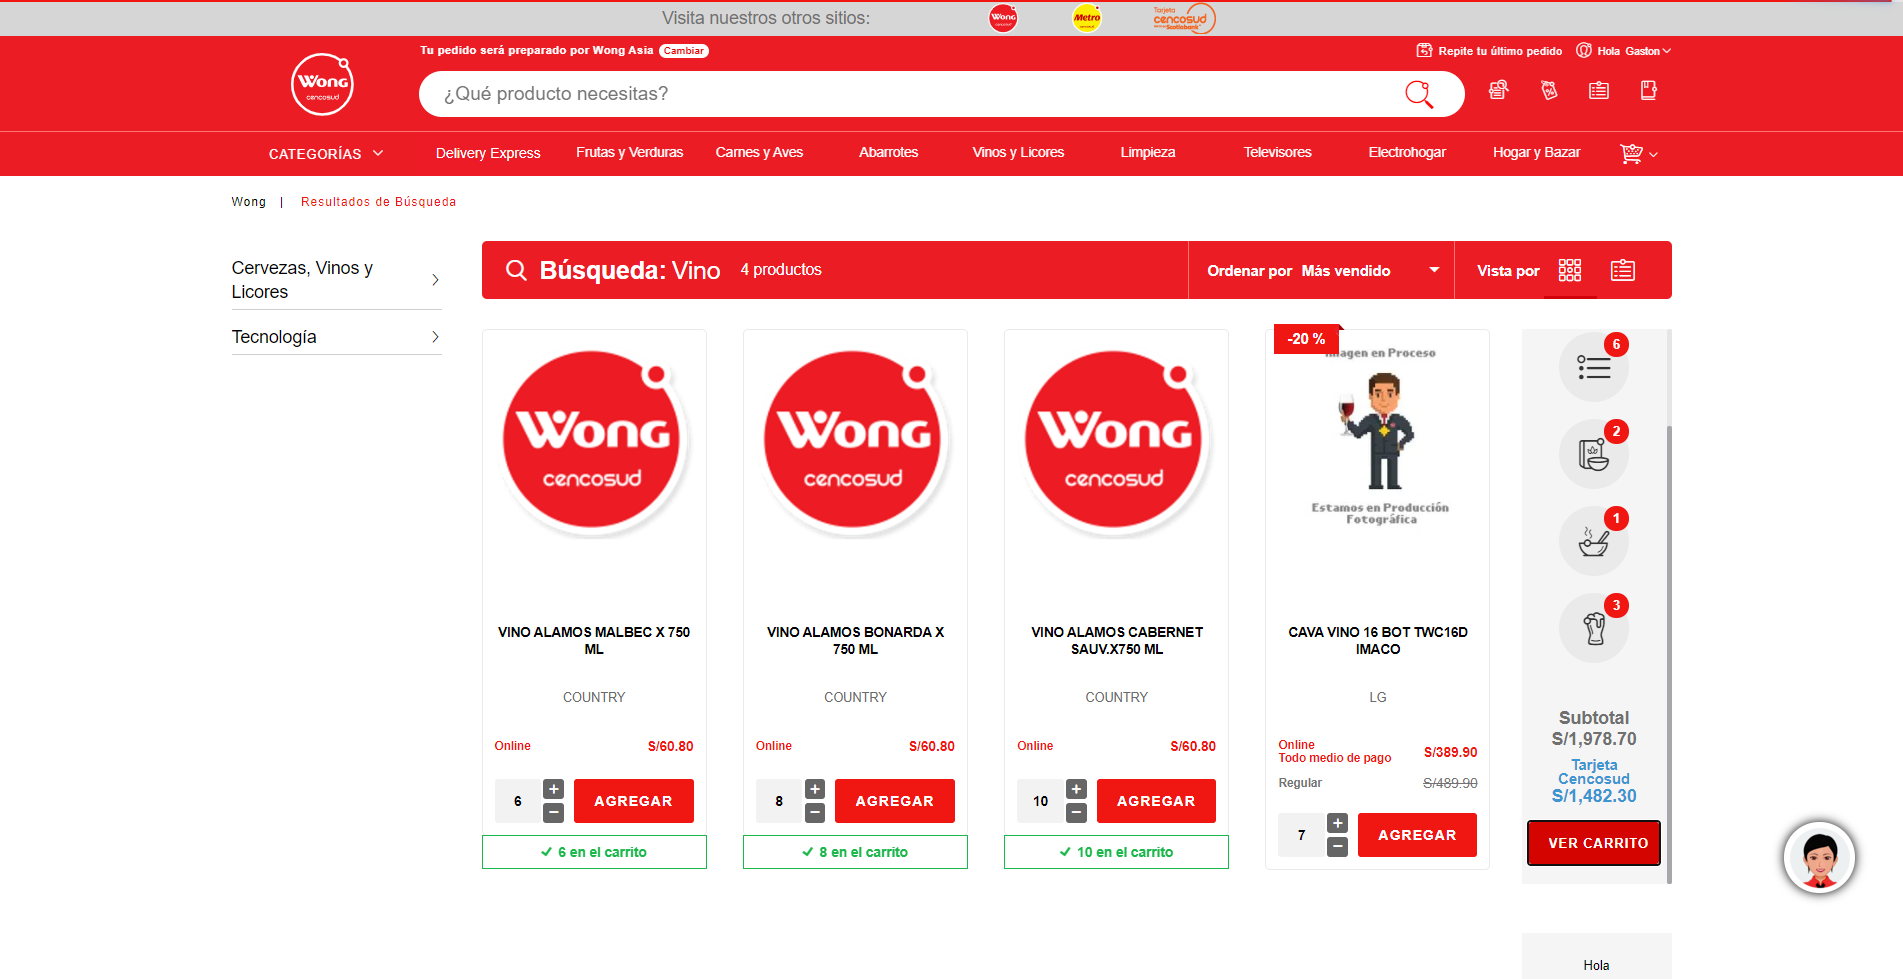 Visita nuestros otros sitios:
Wong
cencosud
Metro
cencosud
Tarjeta
cencosud
Scotiabank
Tu pedido será preparado por Wong Asia Cambiar
Repite tu último pedido
Hola Gaston
Wong
cencosud
¿Qué producto necesitas?
CATEGORÍAS
Delivery Express
Frutas y Verduras
Carnes y Aves
Abarrotes
Vinos y Licores
Limpieza
Televisores
Electrohogar
Hogar y Bazar
Wong | Resultados de Búsqueda
Cervezas, Vinos y
Licores
Tecnología
Búsqueda: Vino 4 productos
Ordenar por Más vendido
Vista por
Wong
cencosud
VINO ALAMOS MALBEC X 750
ML
COUNTRY
Online S/60.80
6 + −
AGREGAR
6 en el carrito
Wong
cencosud
VINO ALAMOS BONARDA X
750 ML
COUNTRY
Online S/60.80
8 + −
AGREGAR
8 en el carrito
Wong
cencosud
VINO ALAMOS CABERNET
SAUV.X750 ML
COUNTRY
Online S/60.80
10 + −
AGREGAR
10 en el carrito
-20 %
Imagen en Proceso
Estamos en Producción
Fotográfica
CAVA VINO 16 BOT TWC16D
IMACO
LG
Online
Todo medio de pago S/389.90
Regular S/489.90
7 + −
AGREGAR
6
2
1
3
Subtotal
S/1,978.70
Tarjeta
Cencosud
S/1,482.30
VER CARRITO
Hola